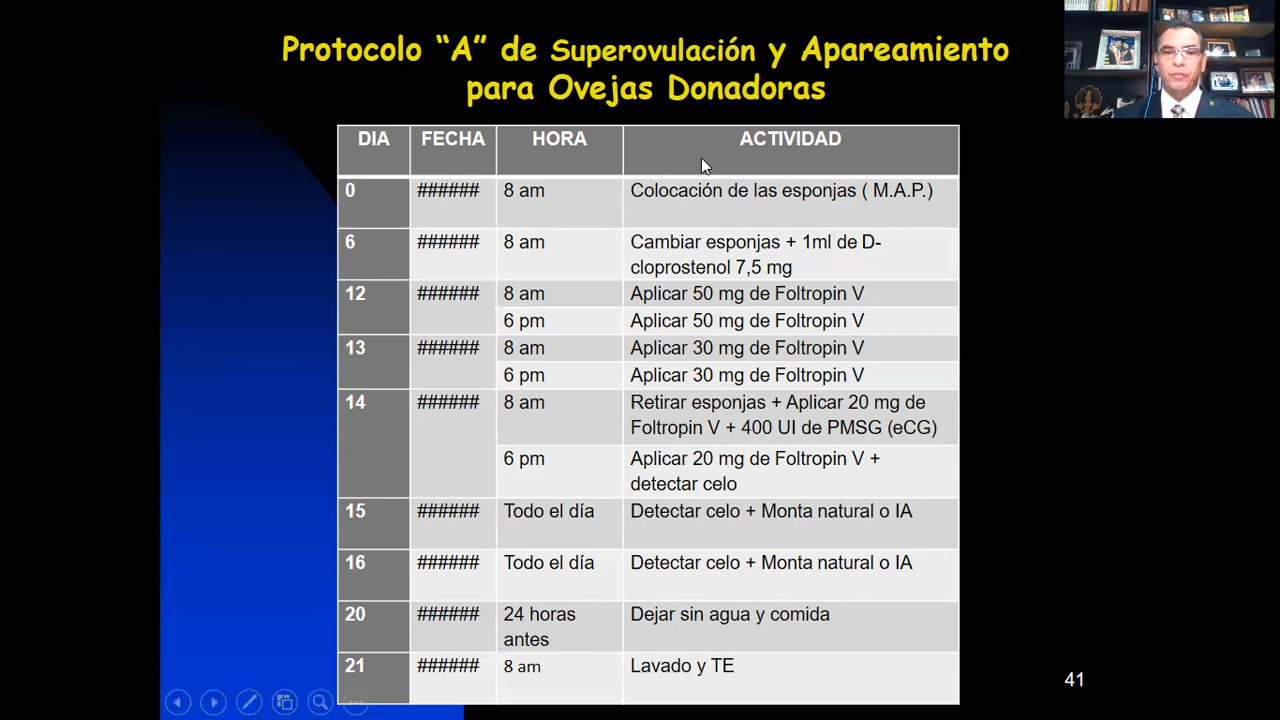 Protocolo “A” de Superovulación y Apareamiento
para Ovejas Donadoras
DIA FECHA HORA ACTIVIDAD
0 ###### 8 am Colocación de las esponjas ( M.A.P.)
6 ###### 8 am Cambiar esponjas + 1ml de D-
cloprostenol 7,5 mg
12 ###### 8 am Aplicar 50 mg de Foltropin V
6 pm Aplicar 50 mg de Foltropin V
13 ###### 8 am Aplicar 30 mg de Foltropin V
6 pm Aplicar 30 mg de Foltropin V
14 ###### 8 am Retirar esponjas + Aplicar 20 mg de
Foltropin V + 400 UI de PMSG (eCG)
6 pm Aplicar 20 mg de Foltropin V +
detectar celo
15 ###### Todo el día Detectar celo + Monta natural o IA
16 ###### Todo el día Detectar celo + Monta natural o IA
20 ###### 24 horas Dejar sin agua y comida
antes
21 ###### 8 am Lavado y TE
41